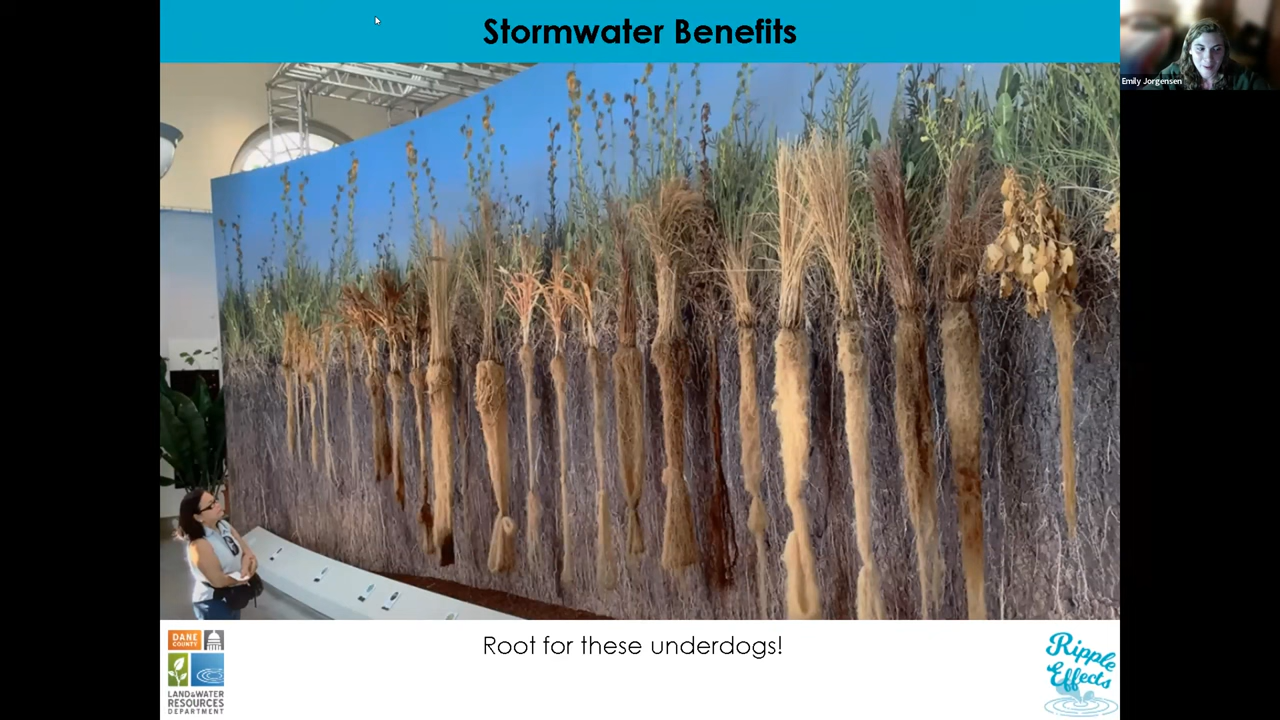 Stormwater Benefits
Emily Jorgensen
Root for these underdogs!
DANE
COUNTY
LAND & WATER
RESOURCES
DEPARTMENT
Ripple
Effects